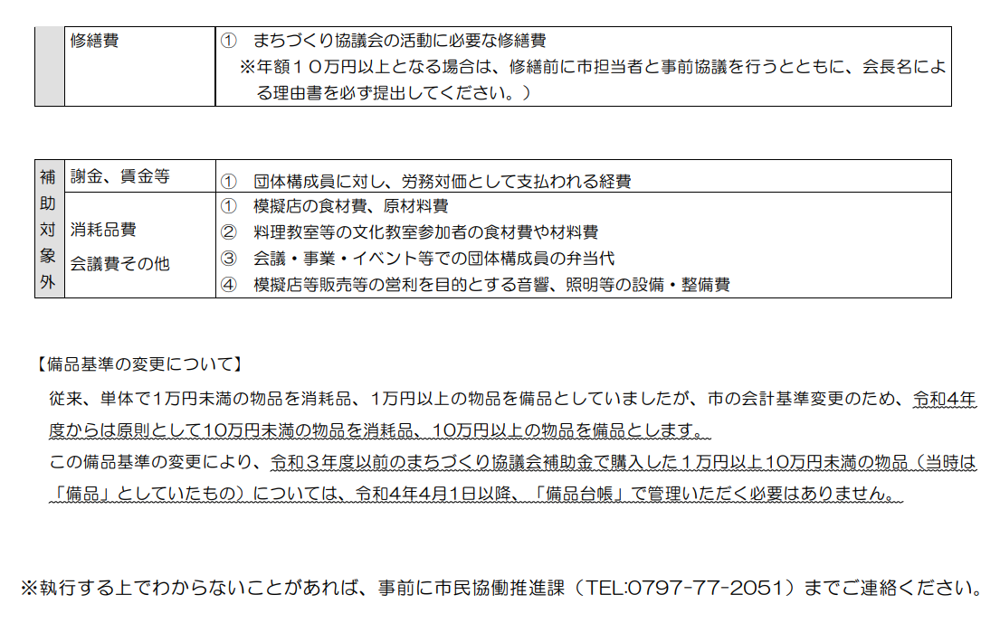 修繕費
① まちづくり協議会の活動に必要な修繕費
※年額１０万円以上となる場合は、修繕前に市担当者と事前協議を行うとともに、会長名によ
る理由書を必ず提出してください。）
補助対象外
謝金、賃金等
① 団体構成員に対し、労務対価として支払われる経費
消耗品費
会議費その他
① 模擬店の食材費、原材料費
② 料理教室等の文化教室参加者の食材費や材料費
③ 会議・事業・イベント等での団体構成員の弁当代
④ 模擬店等販売等の営利を目的とする音響、照明等の設備・整備費
【備品基準の変更について】
従来、単体で1万円未満の物品を消耗品、1万円以上の物品を備品としていましたが、市の会計基準変更のため、令和4年
度からは原則として10万円未満の物品を消耗品、10万円以上の物品を備品とします。
この備品基準の変更により、令和３年度以前のまちづくり協議会補助金で購入した１万円以上10万円未満の物品（当時は
「備品」としていたもの）については、令和4年4月1日以降、「備品台帳」で管理いただく必要はありません。
※執行する上でわからないことがあれば、事前に市民協働推進課（TEL:0797-77-2051）までご連絡ください。